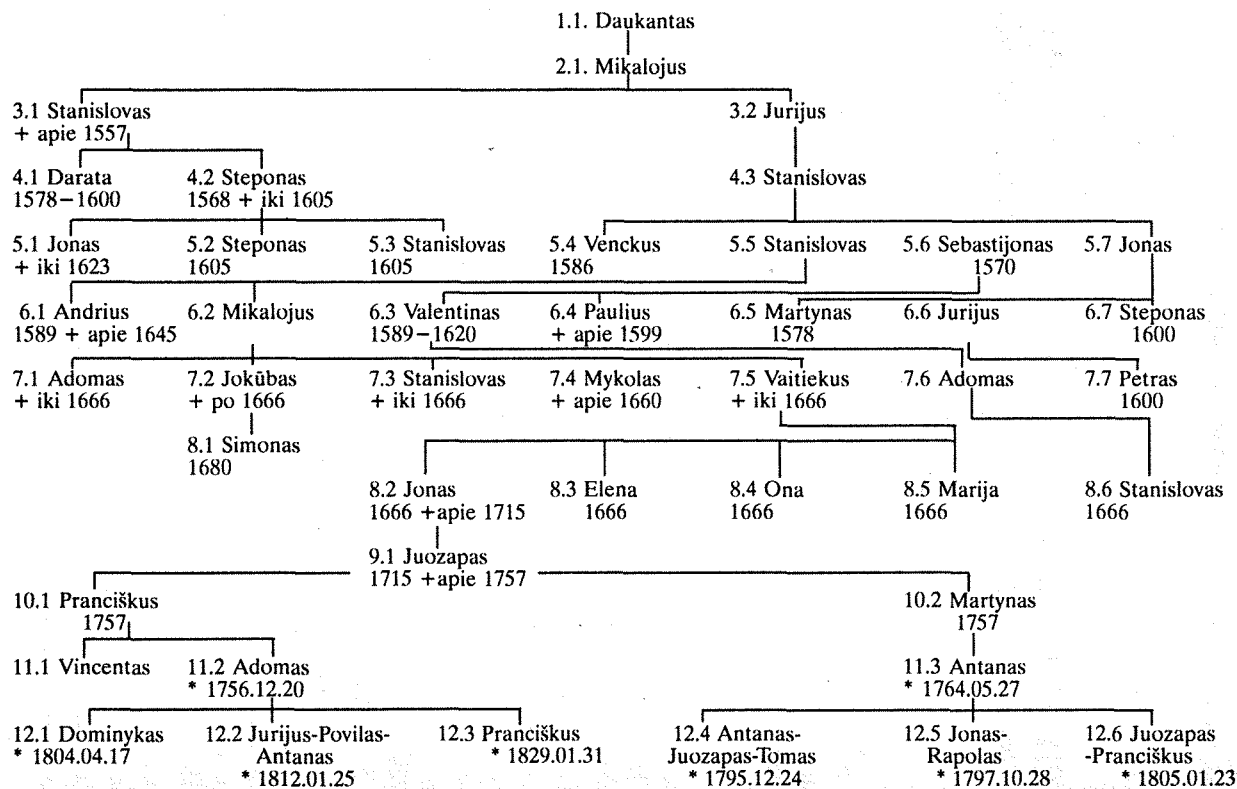 1.1. Daukantas
2.1. Mikalojus
3.1 Stanislovas
+ apie 1557
3.2 Jurijus
4.1 Darata
1578–1600
4.2 Steponas
1568 + iki 1605
4.3 Stanislovas
5.1 Jonas
+ iki 1623
5.2 Steponas
1605
5.3 Stanislovas
1605
5.4 Venckus
1586
5.5 Stanislovas
5.6 Sebastijonas
1570
5.7 Jonas
6.1 Andrius
1589 + apie 1645
6.2 Mikalojus
6.3 Valentinas
1589–1620
6.4 Paulius
+ apie 1599
6.5 Martynas
1578
6.6 Jurijus
6.7 Steponas
1600
7.1 Adomas
+ iki 1666
7.2 Jokūbas
+ po 1666
7.3 Stanislovas
+ iki 1666
7.4 Mykolas
+ apie 1660
7.5 Vaitiekus
+ iki 1666
7.6 Adomas
7.7 Petras
1600
8.1 Simonas
1680
8.2 Jonas
1666 +apie 1715
8.3 Elena
1666
8.4 Ona
1666
8.5 Marija
1666
8.6 Stanislovas
1666
9.1 Juozapas
1715 +apie 1757
10.1 Pranciškus
1757
10.2 Martynas
1757
11.1 Vincentas
11.2 Adomas
* 1756.12.20
11.3 Antanas
* 1764.05.27
12.1 Dominykas
* 1804.04.17
12.2 Jurijus-Povilas-
Antanas
* 1812.01.25
12.3 Pranciškus
* 1829.01.31
12.4 Antanas-
Juozapas-Tomas
* 1795.12.24
12.5 Jonas-
Rapolas
* 1797.10.28
12.6 Juozapas
-Pranciškus
* 1805.01.23